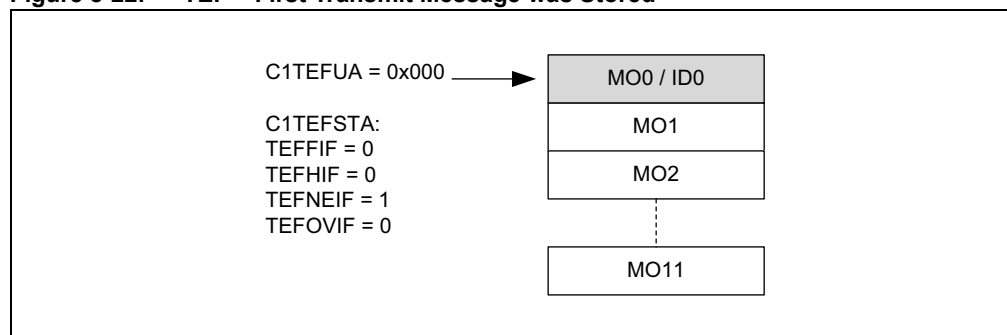 C1TEFUA = 0x000
MO0 / ID0
C1TEFSTA:
TEFFIF = 0
TEFHIF = 0
TEFNEIF = 1
TEFOVIF = 0
MO1
MO2
MO11